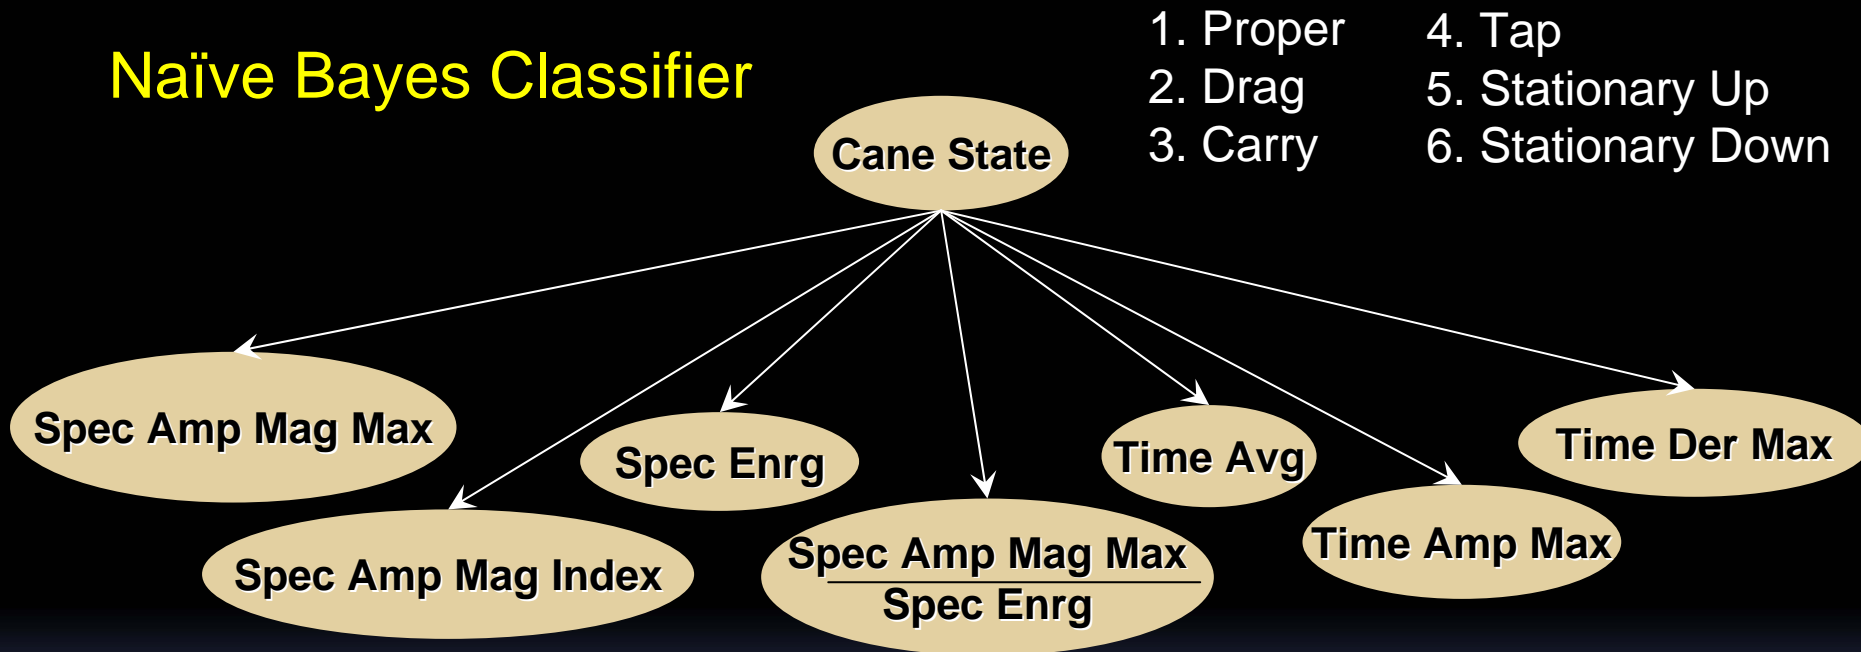 Naïve Bayes Classifier
1. Proper
2. Drag
3. Carry
4. Tap
5. Stationary Up
6. Stationary Down
Cane State
Spec Amp Mag Max
Spec Amp Mag Index
Spec Enrg
Spec Amp Mag Max
Spec Enrg
Time Avg
Time Amp Max
Time Der Max